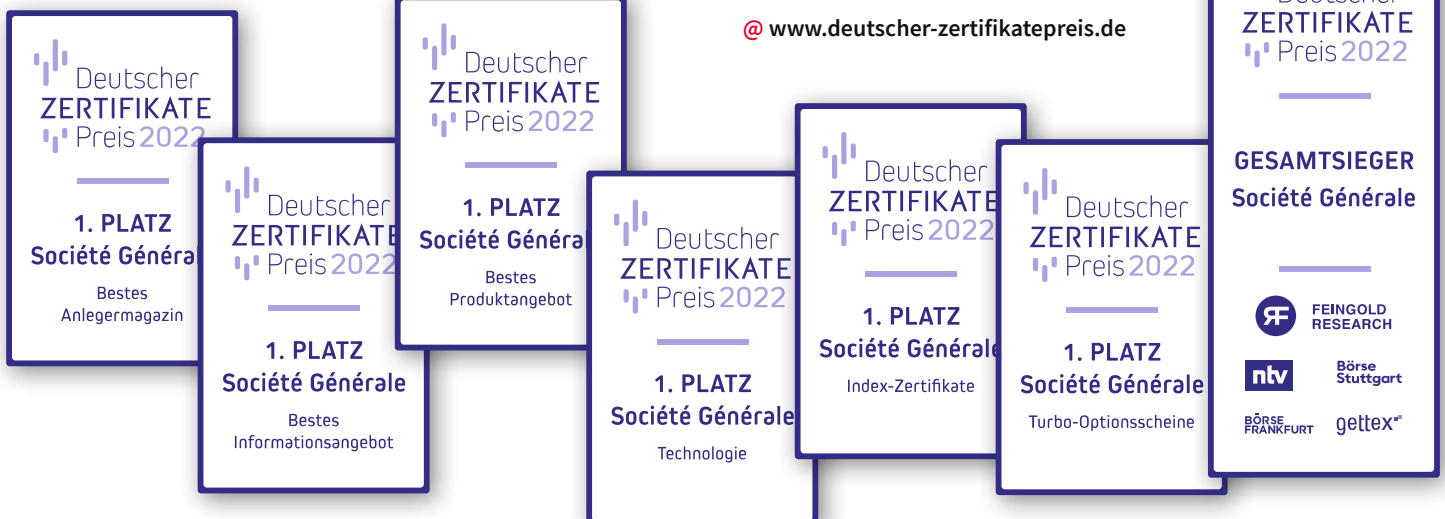 @ www.deutscher-zertifikatepreis.de
Deutscher
ZERTIFIKATE
Preis 2022
1. PLATZ
Société Généra
Bestes
Anlegermagazin
Deutscher
ZERTIFIKATE
Preis 2022
1. PLATZ
Société Générale
Bestes
Informationsangebot
Deutscher
ZERTIFIKATE
Preis 2022
1. PLATZ
Société Généra
Bestes
Produktangebot
Deutscher
ZERTIFIKATE
Preis 2022
1. PLATZ
Société Générale
Technologie
Deutscher
ZERTIFIKATE
Preis 2022
1. PLATZ
Société Générale
Index-Zertifikate
Deutscher
ZERTIFIKATE
Preis 2022
1. PLATZ
Société Générale
Turbo-Optionsscheine
Deutscher
ZERTIFIKATE
Preis 2022
GESAMTSIEGER
Société Générale
RF
FEINGOLD
RESEARCH
ntv
Börse
Stuttgart
BÖRSE
FRANKFURT
gettex